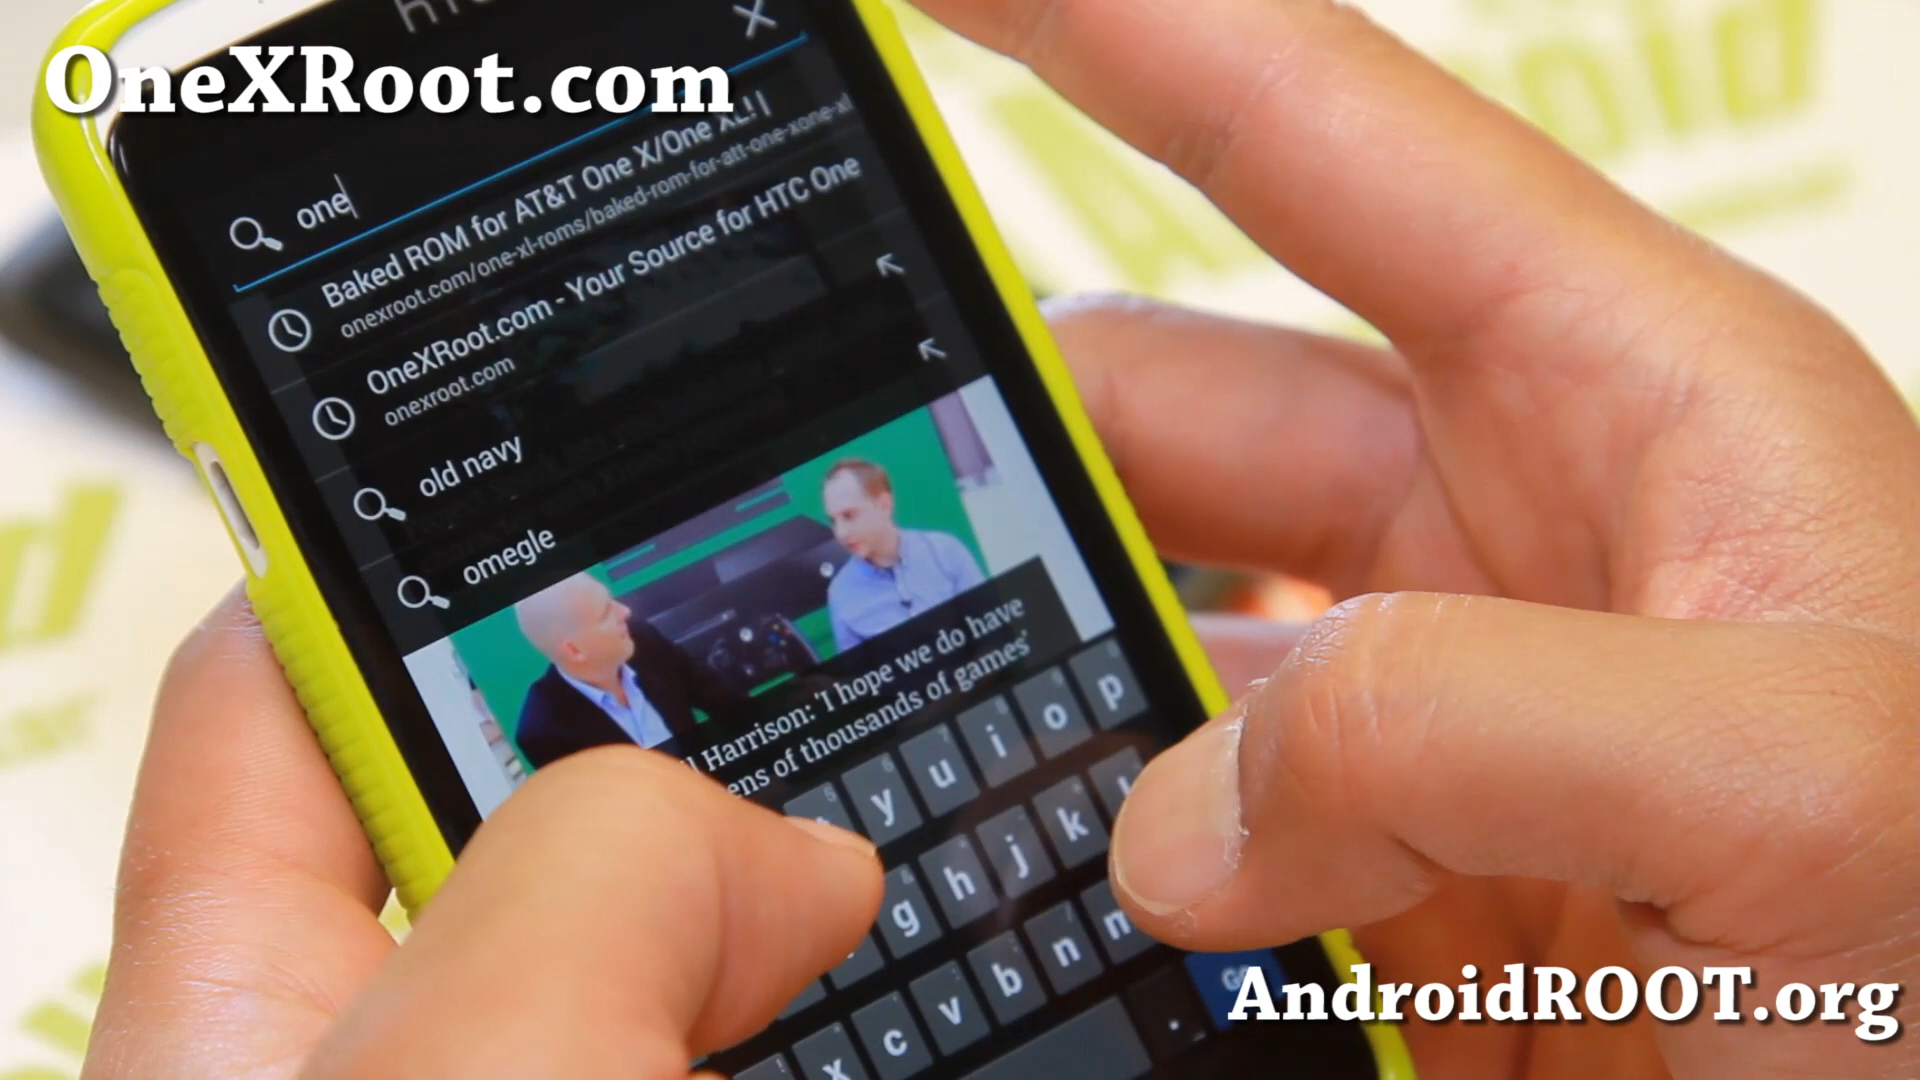 OneXRoot.com
one
Baked ROM for AT&T One X/One XL!|
onexroot.com/one-xl-roms/baked-rom-for-att-one-xone-xl
OneXRoot.com - Your Source for HTC One
onexroot.com
old navy
omegle
Harrison: 'I hope we do have
of thousands of games'
y u i o p
g h j k
x c v b n m
AndroidROOT.org